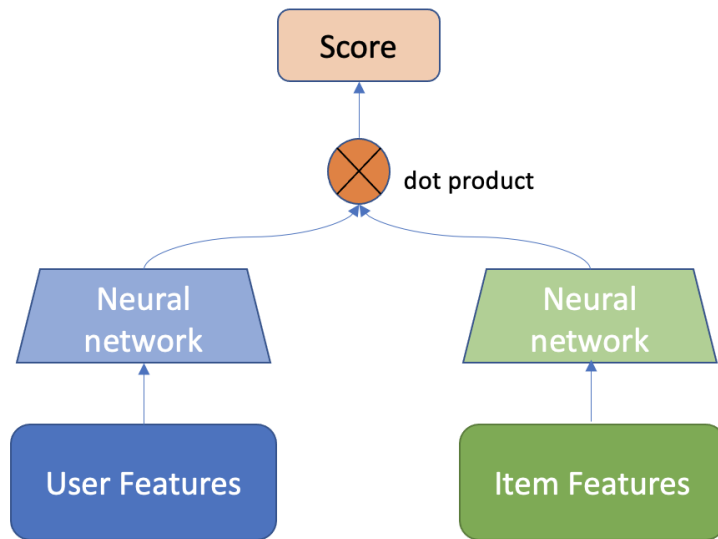 Score
dot product
Neural
network
Neural
network
User Features
Item Features